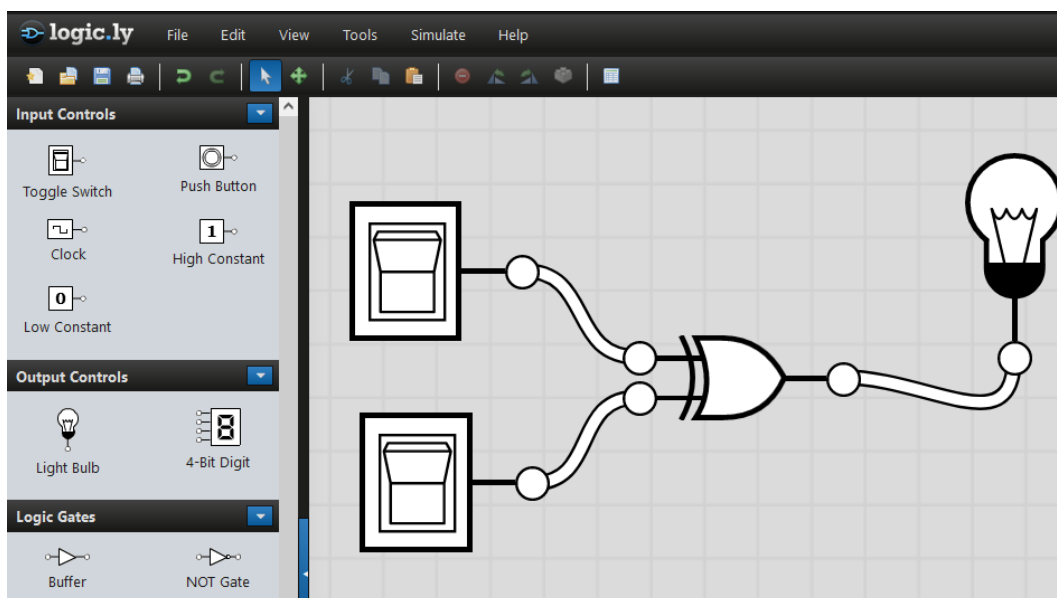 logic.ly File Edit View Tools Simulate Help
Input Controls
Toggle Switch Push Button
Clock 1 High Constant
0 Low Constant
Output Controls
Light Bulb 8 4-Bit Digit
Logic Gates
Buffer NOT Gate